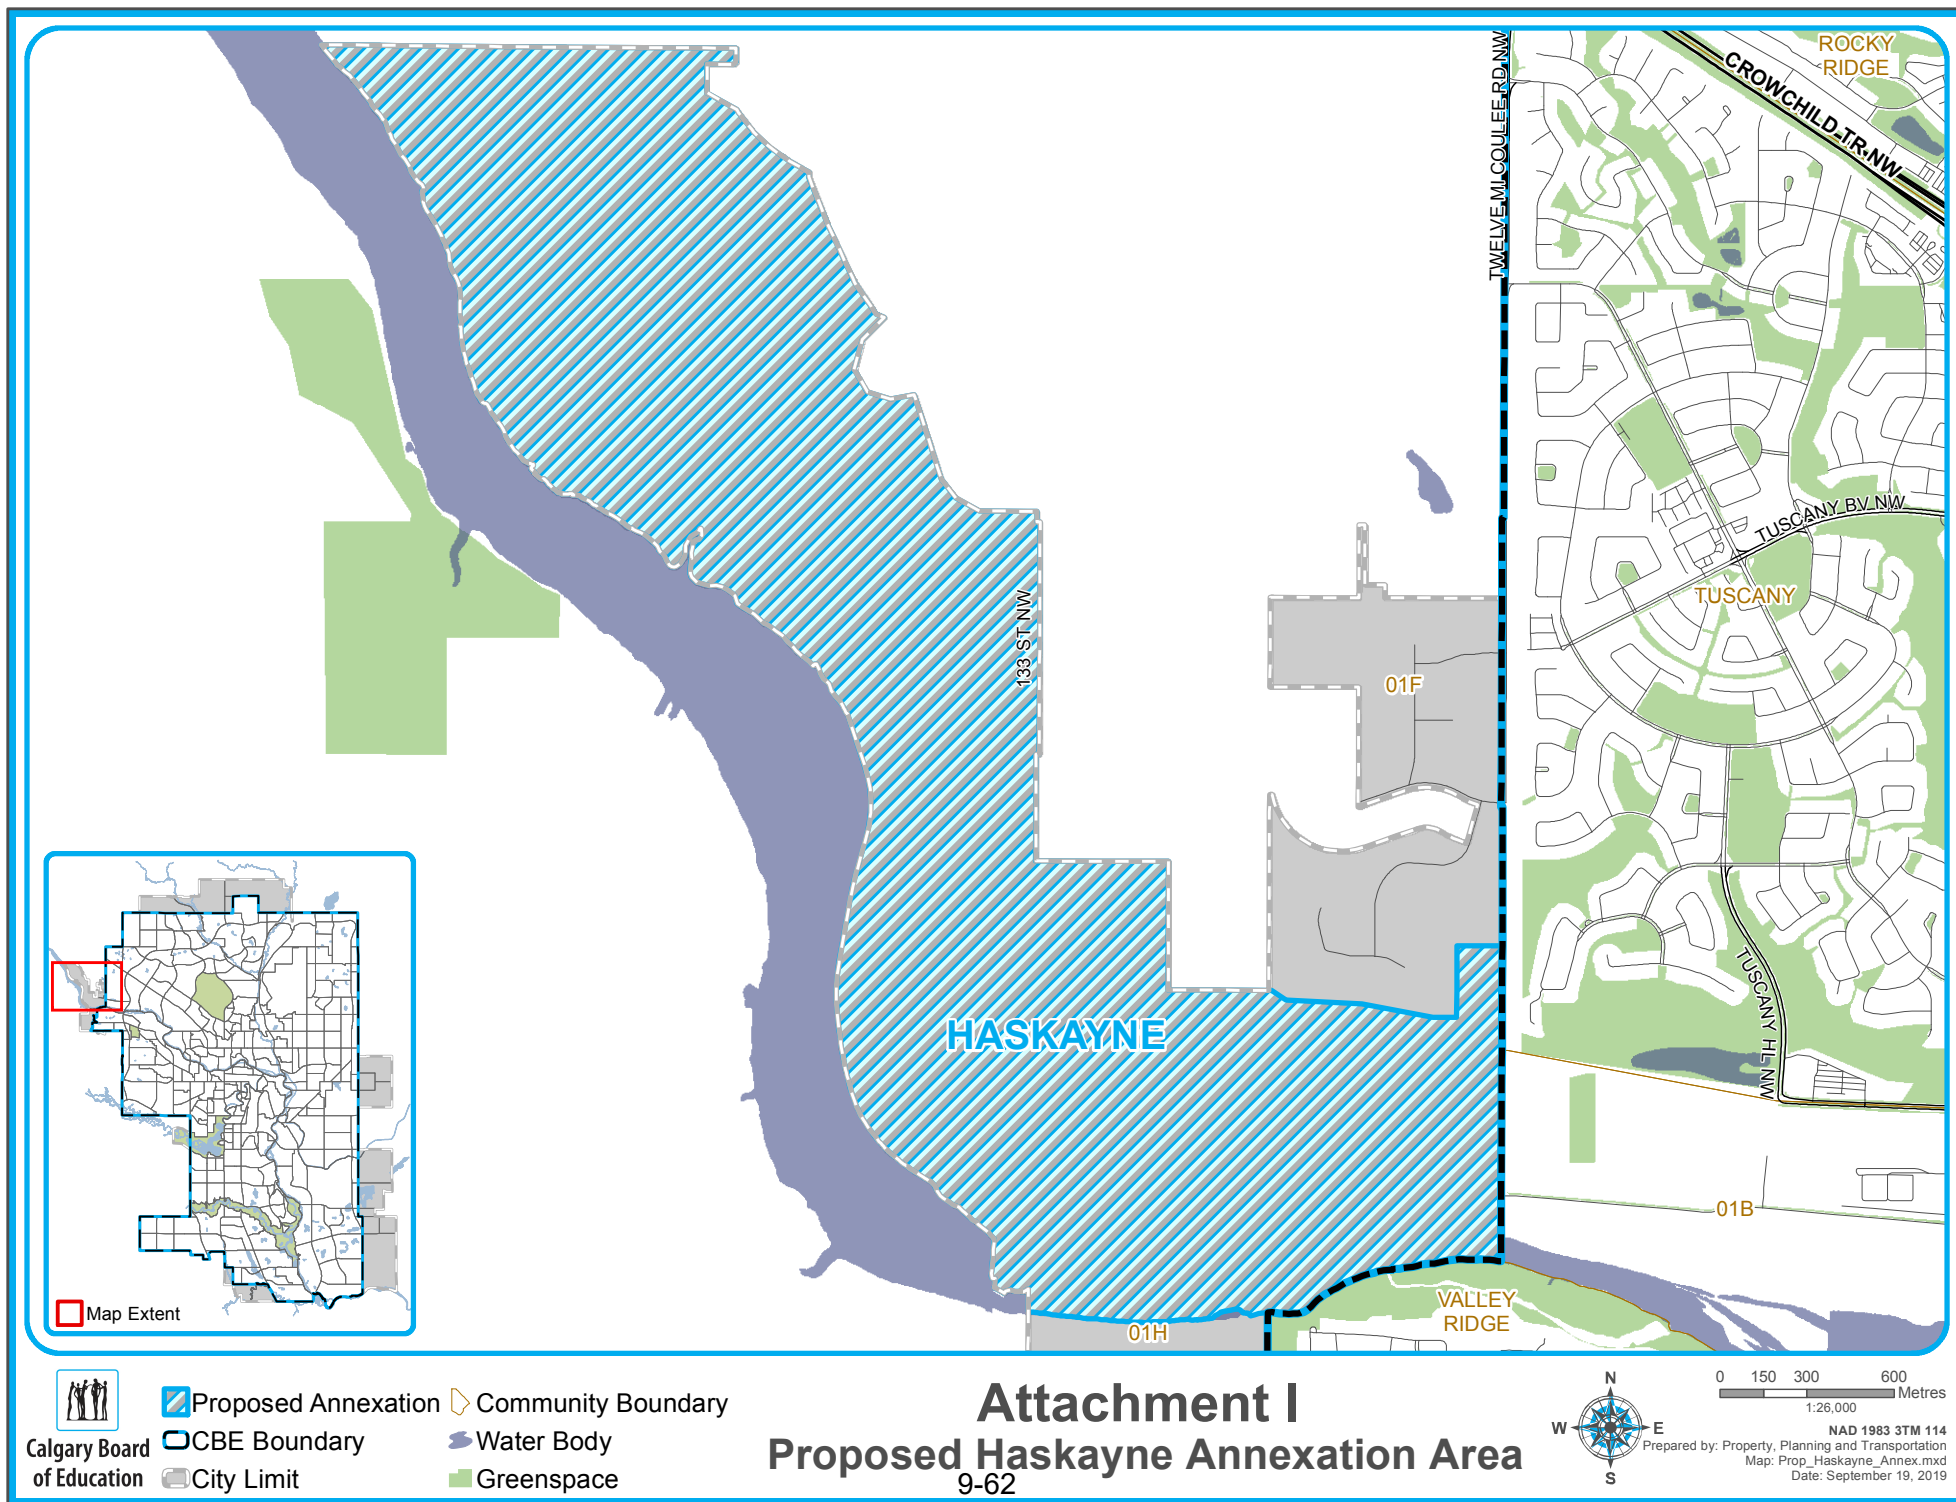 ROCKY
RIDGE
CROWCHILD TR NW
TWELVE MI COULEE RD NW
TUSCANY BV NW
TUSCANY
133 ST NW
01F
HASKAYNE
TUSCANY HL NW
01B
VALLEY
RIDGE
01H
Map Extent
Calgary Board
of Education
Proposed Annexation
CBE Boundary
City Limit
Community Boundary
Water Body
Greenspace
Attachment I
Proposed Haskayne Annexation Area
9-62
N
W
E
S
0 150 300 600
Metres
1:26,000
NAD 1983 3TM 114
Prepared by: Property, Planning and Transportation
Map: Prop_Haskayne_Annex.mxd
Date: September 19, 2019